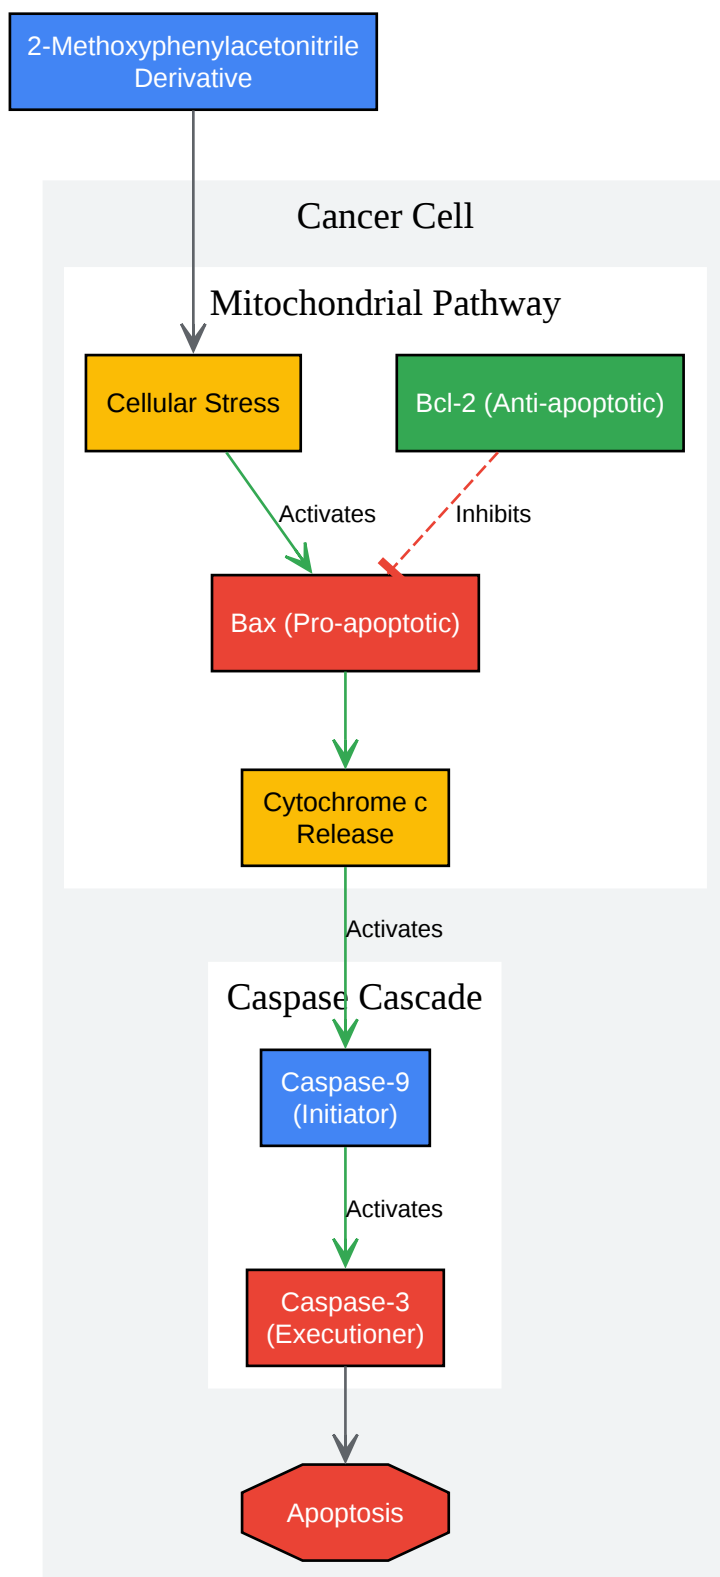 2-Methoxyphenylacetonitrile
Derivative
Cancer Cell
Mitochondrial Pathway
Cellular Stress
Bcl-2 (Anti-apoptotic)
Activates
Inhibits
Bax (Pro-apoptotic)
Cytochrome c
Release
Activates
Caspase Cascade
Caspase-9
(Initiator)
Activates
Caspase-3
(Executioner)
Apoptosis